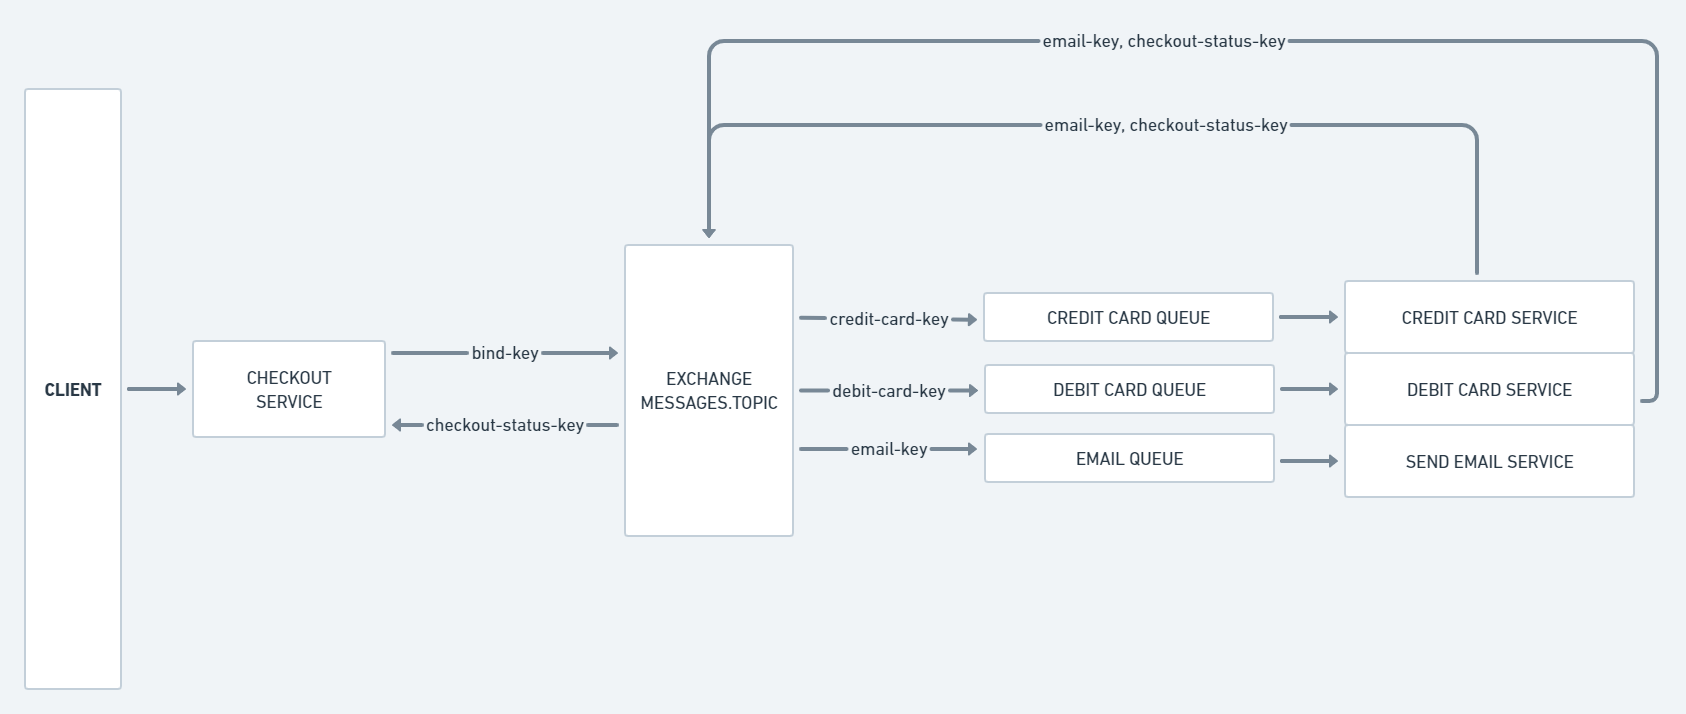 email-key, checkout-status-key
email-key, checkout-status-key
CLIENT
CHECKOUT
SERVICE
bind-key
checkout-status-key
EXCHANGE
MESSAGES.TOPIC
credit-card-key
CREDIT CARD QUEUE
CREDIT CARD SERVICE
debit-card-key
DEBIT CARD QUEUE
DEBIT CARD SERVICE
email-key
EMAIL QUEUE
SEND EMAIL SERVICE